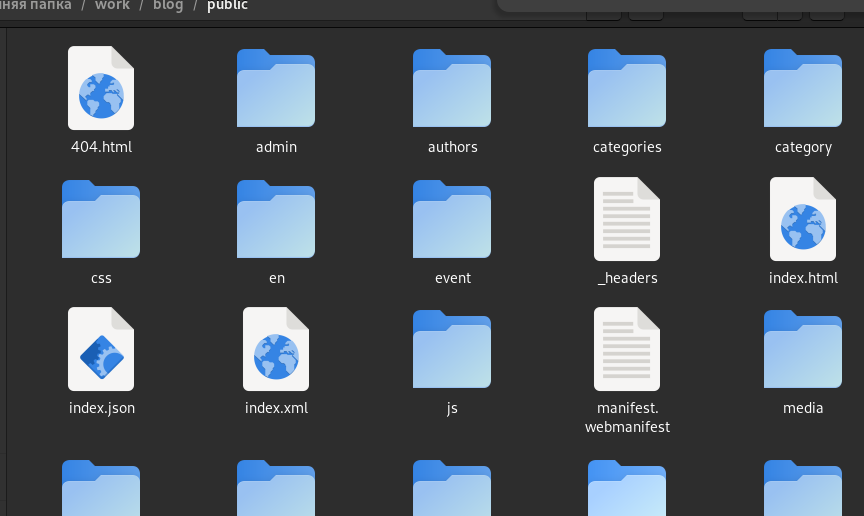 няя папка / work / blog / public
404.html
admin
authors
categories
category
css
en
event
_headers
index.html
index.json
index.xml
js
manifest.
webmanifest
media